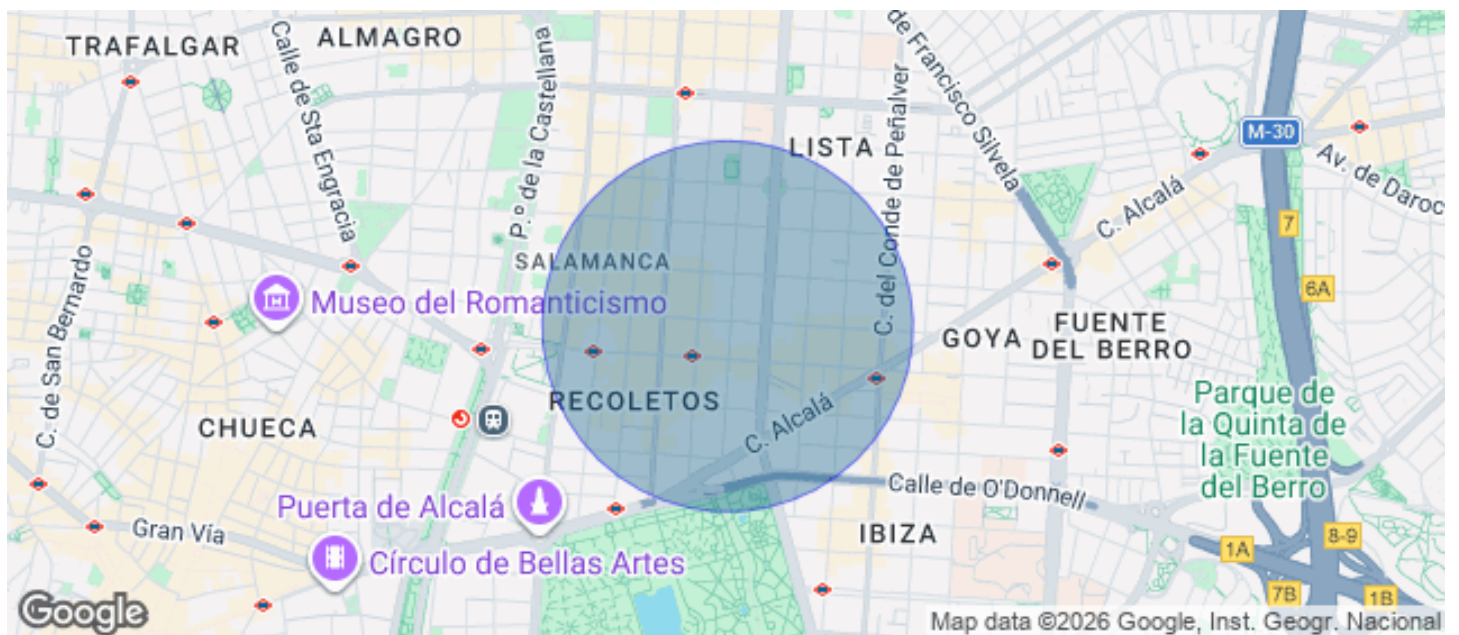 TRAFALGAR
ALMAGRO
Calle de Sta Engracia
P.º de la Castellana
de Francisco Silvela
C. del Conde de Peñalver
LISTA
M-30
Av. de Daroc
C. Alcalá
7
SALAMANCA
6A
Museo del Romanticismo
C. de San Bernardo
GOYA
FUENTE
DEL BERRO
RECOLETOS
CHUECA
C. Alcalá
Parque de
la Quinta de
la Fuente
del Berro
Puerta de Alcalá
Calle de O'Donnell
Gran Vía
IBIZA
Círculo de Bellas Artes
1A
8-9
7B
1B
Google
Map data ©2026 Google, Inst. Geogr. Nacional